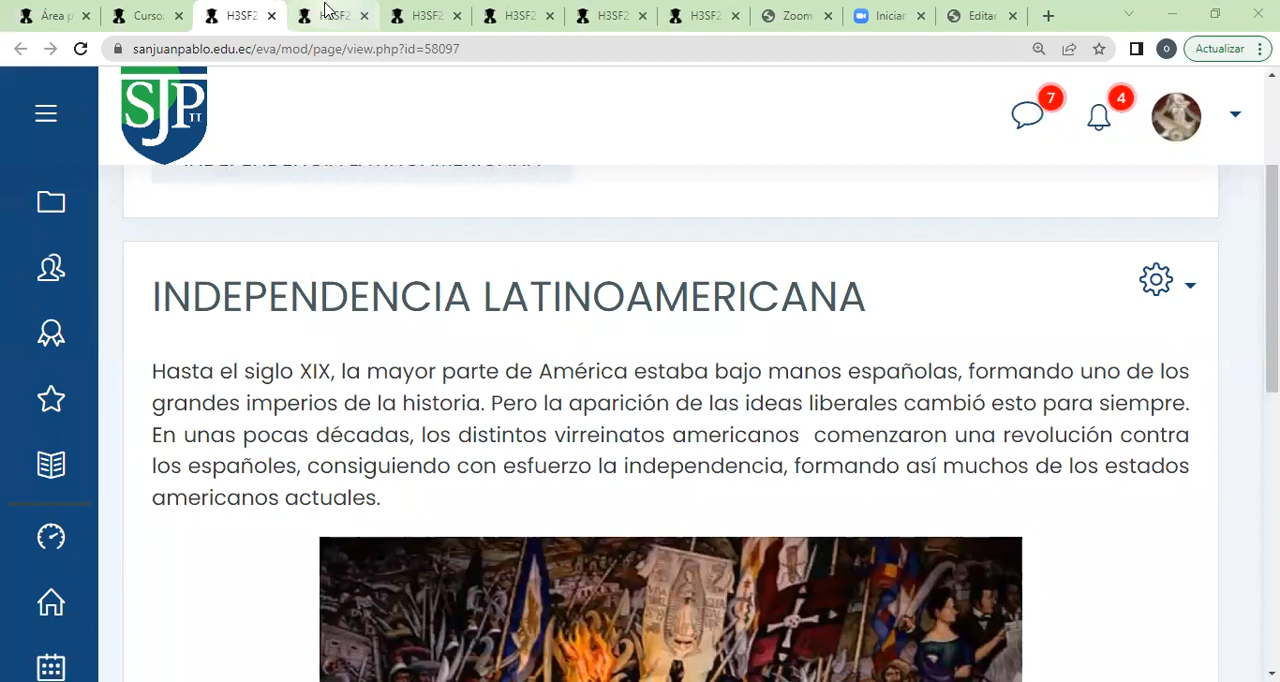 Área p
Curso
H3SF2
H3SF2
H3SF2
H3SF2
H3SF2
H3SF2
Zoom
Iniciar
Editar
sanjuanpablo.edu.ec/eva/mod/page/view.php?id=58097
O
Actualizar
SJP
II
7
4
INDEPENDENCIA LATINOAMERICANA
INDEPENDENCIA LATINOAMERICANA
Hasta el siglo XIX, la mayor parte de América estaba bajo manos españolas, formando uno de los
grandes imperios de la historia. Pero la aparición de las ideas liberales cambió esto para siempre.
En unas pocas décadas, los distintos virreinatos americanos comenzaron una revolución contra
los españoles, consiguiendo con esfuerzo la independencia, formando así muchos de los estados
americanos actuales.